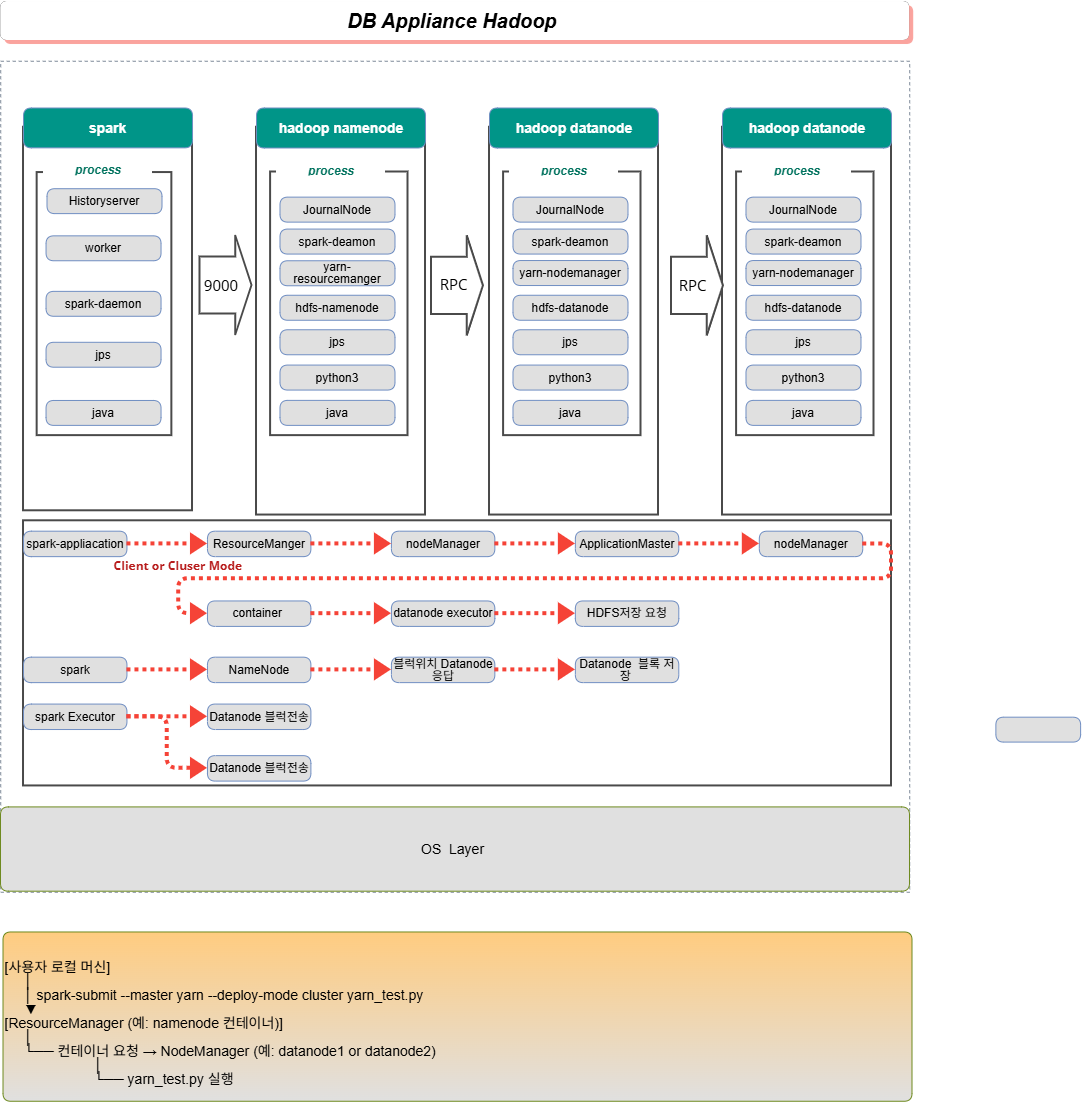 DB Appliance Hadoop
spark
process
Historyserver
worker
spark-daemon
jps
java
9000
hadoop namenode
process
JournalNode
spark-deamon
yarn-
resourcemanger
hdfs-namenode
jps
python3
java
RPC
hadoop datanode
process
JournalNode
spark-deamon
yarn-nodemanager
hdfs-datanode
jps
python3
java
RPC
hadoop datanode
process
JournalNode
spark-deamon
yarn-nodemanager
hdfs-datanode
jps
python3
java
spark-appliacation
ResourceManger
nodeManager
ApplicationMaster
nodeManager
Client or Cluser Mode
container
datanode executor
HDFS저장 요청
spark
NameNode
블럭위치 Datanode
응답
Datanode 블록 저
장
spark Executor
Datanode 블럭전송
Datanode 블럭전송
OS Layer
[사용자 로컬 머신]
spark-submit --master yarn --deploy-mode cluster yarn_test.py
[ResourceManager (예: namenode 컨테이너)]
컨테이너 요청 → NodeManager (예: datanode1 or datanode2)
yarn_test.py 실행